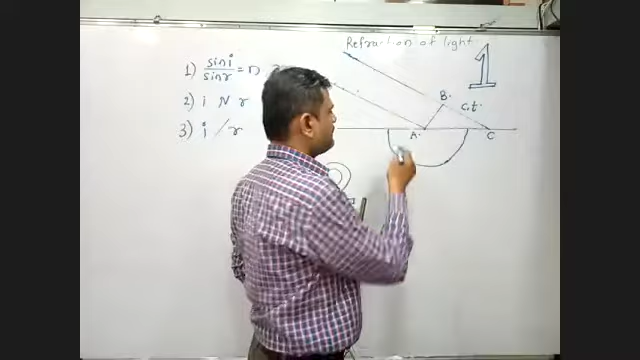 Refraction of light
1
1) sin i / sin r = n
2) i N r
3) i / r
B.
c.t.
A.
C